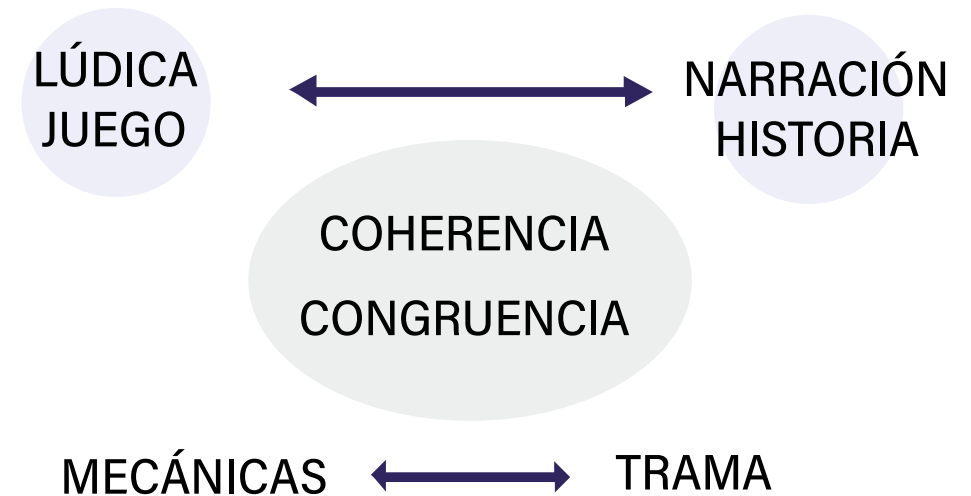 LÚDICA
JUEGO
NARRACIÓN
HISTORIA
COHERENCIA
CONGRUENCIA
MECÁNICAS
TRAMA